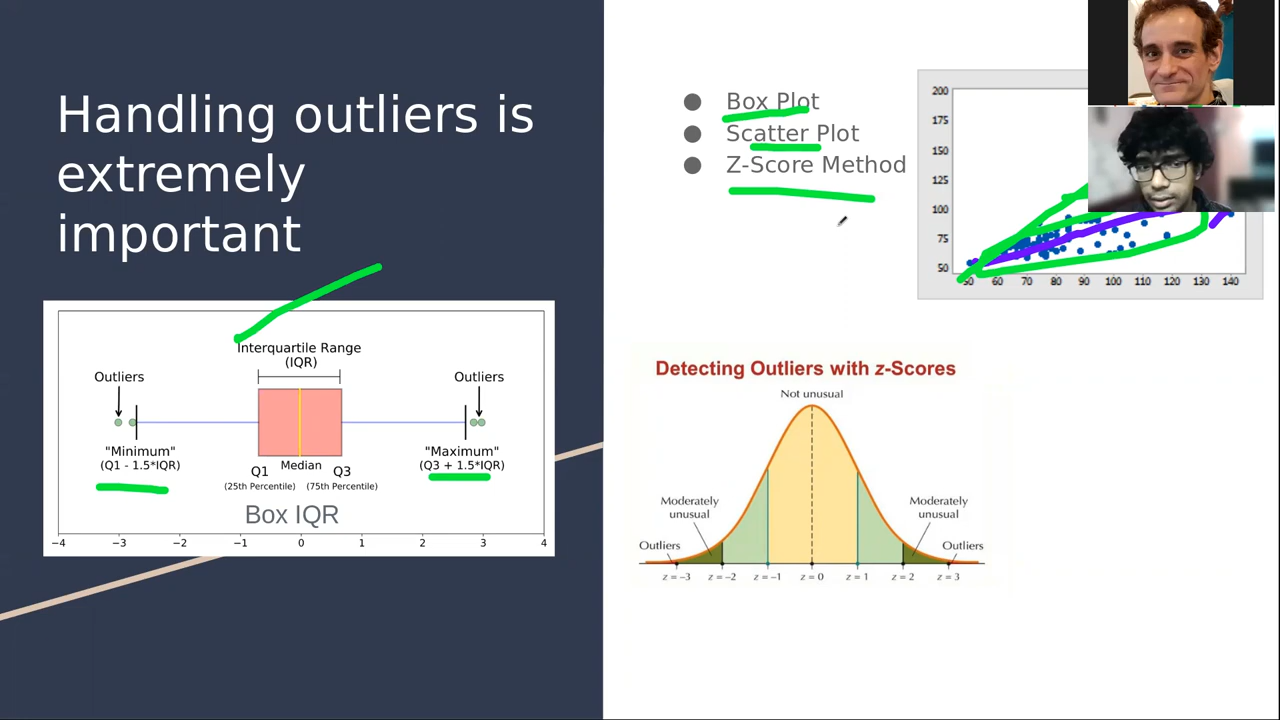 Handling outliers is
extremely
important
Outliers
Interquartile Range
(IQR)
Outliers
"Minimum"
(Q1 - 1.5*IQR)
Q1
Median
Q3
(25th Percentile)
(75th Percentile)
"Maximum"
(Q3 + 1.5*IQR)
Box IQR
−4 −3 −2 −1 0 1 2 3 4
● Box Plot
● Scatter Plot
● Z-Score Method
200
175
150
125
100
75
50
50 60 70 80 90 100 110 120 130 140
Detecting Outliers with z-Scores
Not unusual
Moderately
unusual
Moderately
unusual
Outliers
Outliers
z = −3 z = −2 z = −1 z = 0 z = 1 z = 2 z = 3